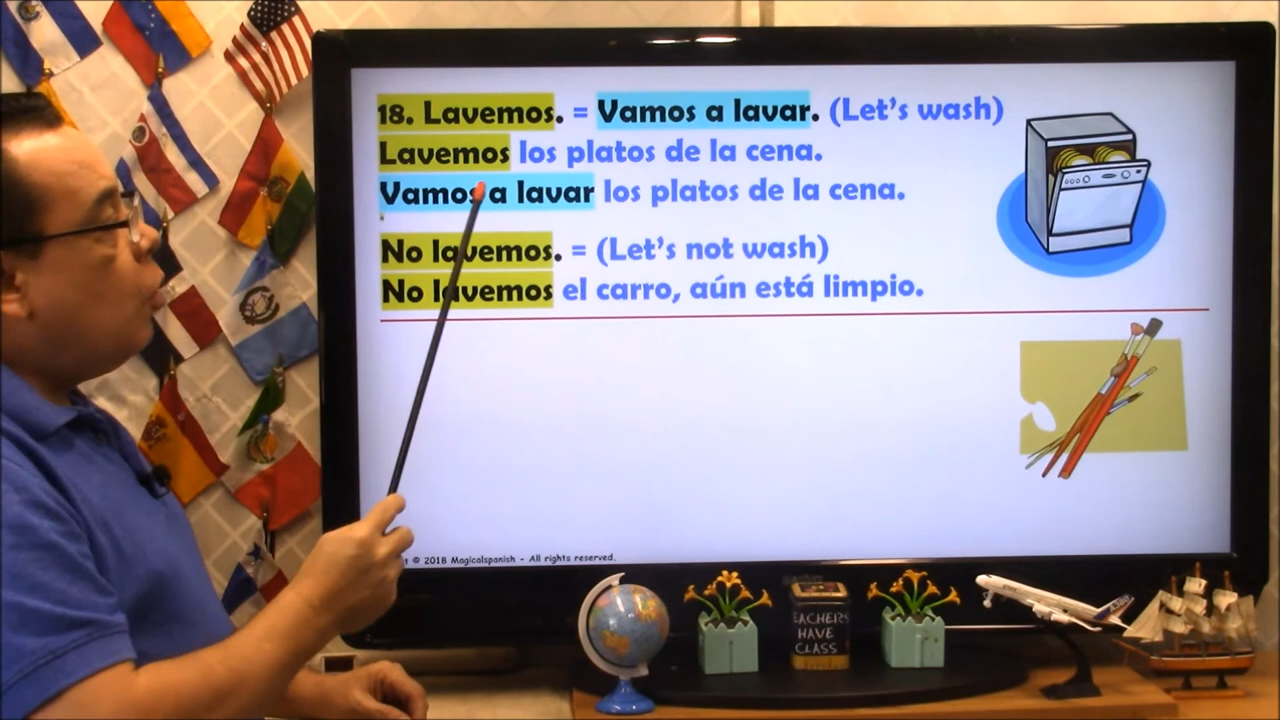 18. Lavemos. = Vamos a lavar. (Let's wash)
Lavemos los platos de la cena.
Vamos a lavar los platos de la cena.
No lavemos. = (Let's not wash)
No lavemos el carro, aún está limpio.
© 2018 Magicalspanish - All rights reserved.
EACHERS
HAVE
CLASS